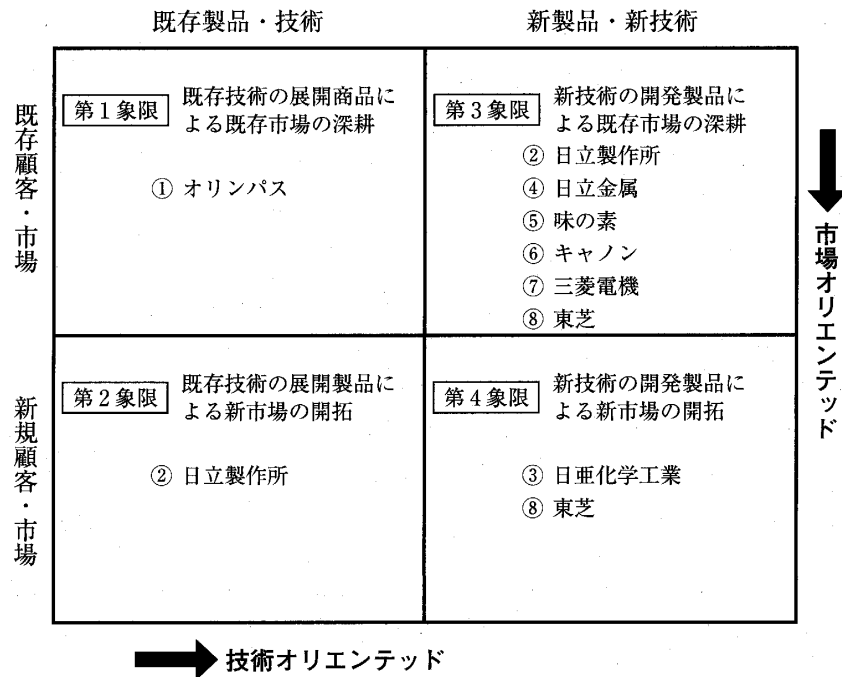 既存製品・技術
新製品・新技術
既存顧客・市場
第1象限
既存技術の展開商品に
よる既存市場の深耕
① オリンパス
第3象限
新技術の開発製品に
よる既存市場の深耕
② 日立製作所
④ 日立金属
⑤ 味の素
⑥ キャノン
⑦ 三菱電機
⑧ 東芝
新規顧客・市場
第2象限
既存技術の展開製品に
よる新市場の開拓
② 日立製作所
第4象限
新技術の開発製品に
よる新市場の開拓
③ 日亜化学工業
⑧ 東芝
市場オリエンテッド
技術オリエンテッド